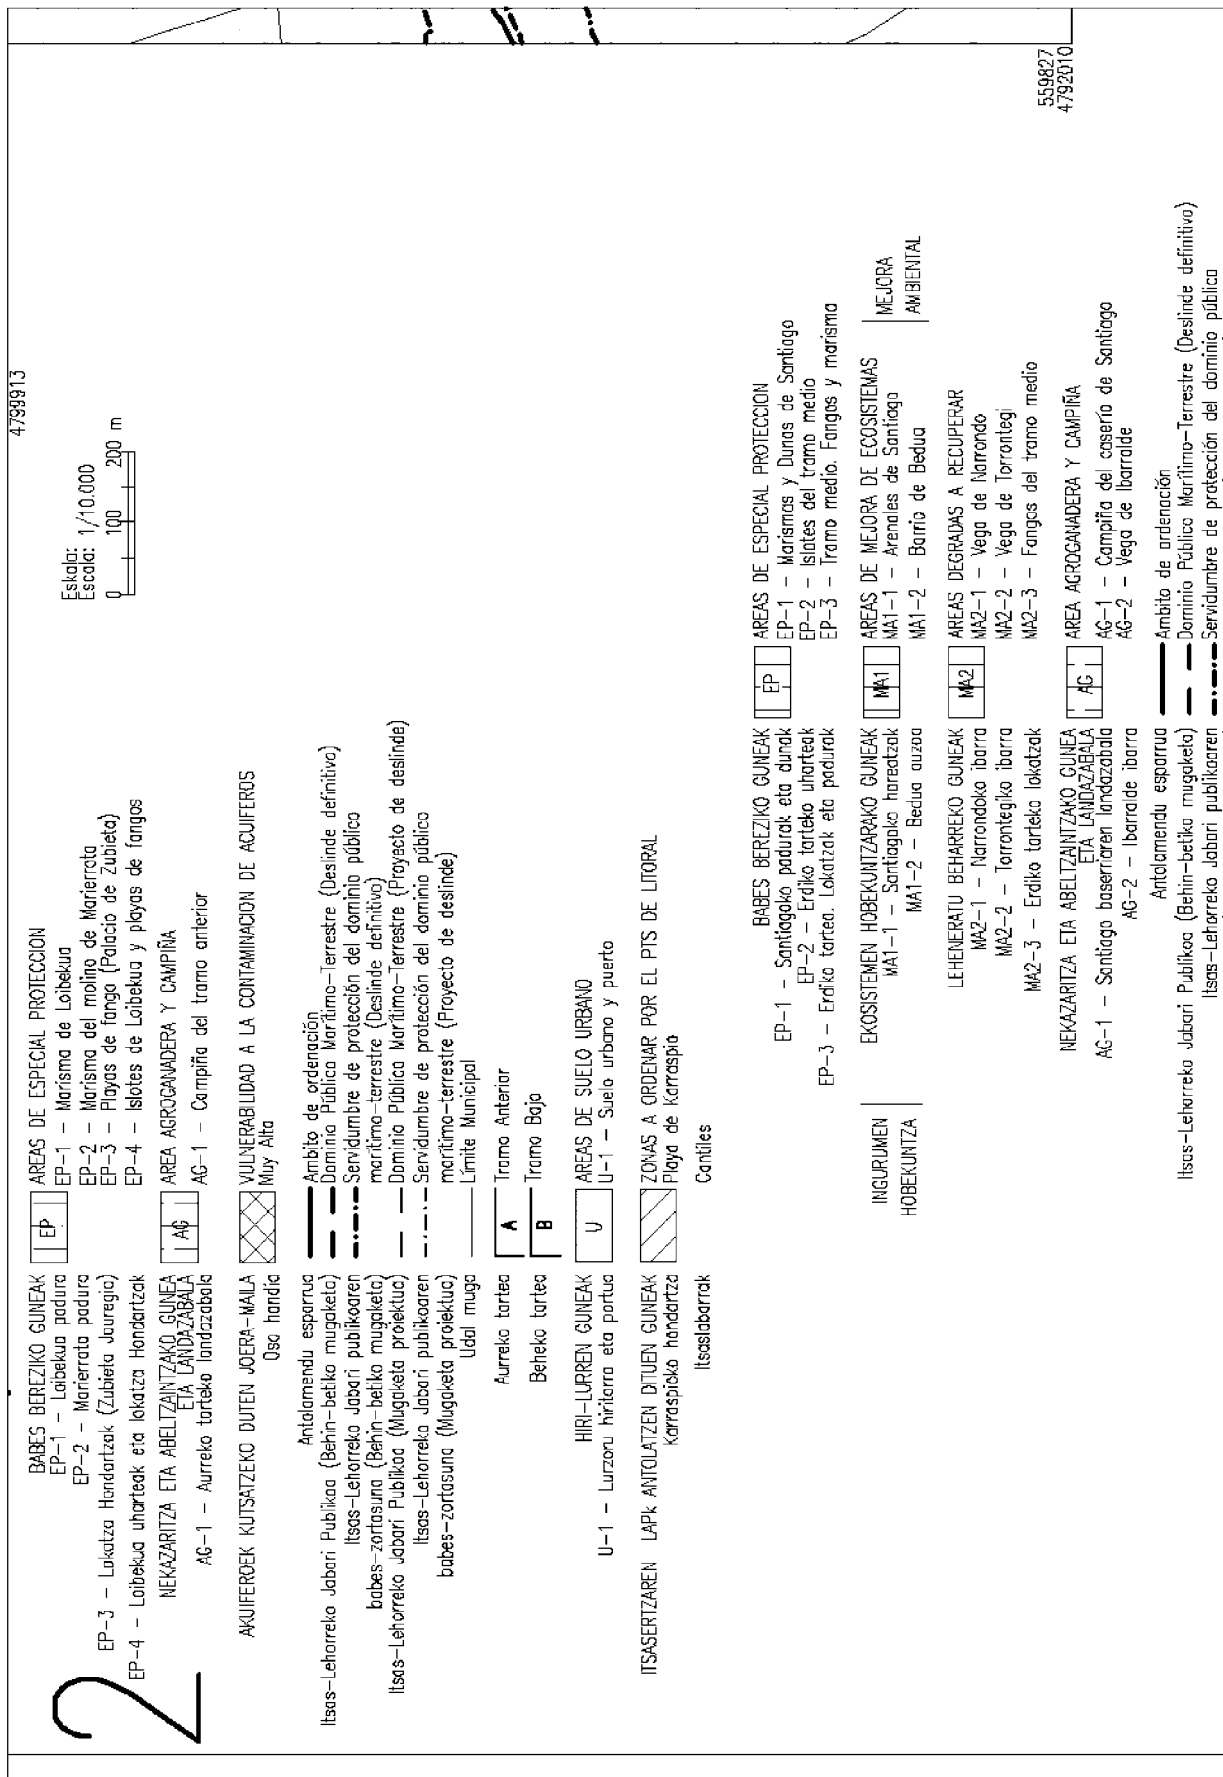 2
BABES BEREZIKO GUNEAK
EP-1 - Loibekua padura
EP-2 - Marierrota padura
EP-3 - Lokatza Hondartzak (Zubieta Jauregia)
EP-4 - Loibekua uharteak eta lokatza Hondartzak
EP
AREAS DE ESPECIAL PROTECCION
EP-1 - Marisma de Loibekua
EP-2 - Marisma del molino de Marierrota
EP-3 - Playas de fango (Palacio de Zubieta)
EP-4 - Islotes de Loibekua y playas de fangos
NEKAZARITZA ETA ABELTZAINTZAKO GUNEA
ETA LANDAZABALA
AG-1 - Aurreko tarteko landazabala
AG
AREA AGROGANADERA Y CAMPIÑA
AG-1 - Campiña del tramo anterior
AKUIFEROEK KUTSATZEKO DUTEN JOERA-MAILA
Oso handia
VULNERABILIDAD A LA CONTAMINACION DE ACUIFEROS
Muy Alta
Antolamendu esparrua
Ambito de ordenación
Itsas-Lehorreko Jabari Publikoa (Behin-betiko mugaketa)
Dominio Público Marítimo-Terrestre (Deslinde definitivo)
Itsas-Lehorreko Jabari publikoaren
babes-zortasuna (Behin-betiko mugaketa)
Servidumbre de protección del dominio público
marítimo-terrestre (Deslinde definitivo)
Itsas-Lehorreko Jabari Publikoa (Mugaketa proiektua)
Dominio Público Marítimo-Terrestre (Proyecto de deslinde)
Itsas-Lehorreko Jabari publikoaren
babes-zortasuna (Mugaketa proiektua)
Servidumbre de protección del dominio público
marítimo-terrestre (Proyecto de deslinde)
Udal muga
Límite Municipal
Aurreko tartea
A
Tramo Anterior
Beheko tartea
B
Tramo Bajo
HIRI-LURREN GUNEAK
U-1 - Lurzoru hiritarra eta portua
U
AREAS DE SUELO URBANO
U-1 - Suelo urbano y puerto
ITSASERTZAREN LAPk ANTOLATZEN DITUEN GUNEAK
Karraspioko hondartza
ZONAS A ORDENAR POR EL PTS DE LITORAL
Playa de Karraspio
Itsaslabarrak
Cantiles
Eskala:
Escala: 1/10.000
0 100 200 m
4799913
BABES BEREZIKO GUNEAK
EP-1 - Santiagoko padurak eta dunak
EP-2 - Erdiko tarteko uharteak
EP-3 - Erdiko tartea. Lokatzak eta padurak
EP
AREAS DE ESPECIAL PROTECCION
EP-1 - Marismas y Dunas de Santiago
EP-2 - Islotes del tramo medio
EP-3 - Tramo medio. Fangos y marisma
INGURUMEN
HOBEKUNTZA
EKOSISTEMEN HOBEKUNTZARAKO GUNEAK
MA1-1 - Santiagoko hareatzak
MA1-2 - Bedua auzoa
MA1
AREAS DE MEJORA DE ECOSISTEMAS
MA1-1 - Arenales de Santiago
MA1-2 - Barrio de Bedua
MEJORA
AMBIENTAL
LEHENERATU BEHARREKO GUNEAK
MA2-1 - Narrondoko ibarra
MA2-2 - Torrontegiko ibarra
MA2-3 - Erdiko tarteko lokatzak
MA2
AREAS DEGRADAS A RECUPERAR
MA2-1 - Vega de Narrondo
MA2-2 - Vega de Torrontegi
MA2-3 - Fangos del tramo medio
NEKAZARITZA ETA ABELTZAINTZAKO GUNEA
ETA LANDAZABALA
AG-1 - Santiago baserriaren landazabala
AG-2 - Ibarralde ibarra
AG
AREA AGROGANADERA Y CAMPIÑA
AG-1 - Campiña del caserío de Santiago
AG-2 - Vega de Ibarralde
Antolamendu esparrua
Ambito de ordenación
Itsas-Lehorreko Jabari Publikoa (Behin-betiko mugaketa)
Dominio Público Marítimo-Terrestre (Deslinde definitivo)
Itsas-Lehorreko Jabari publikoaren
Servidumbre de protección del dominio público
559827
4792010